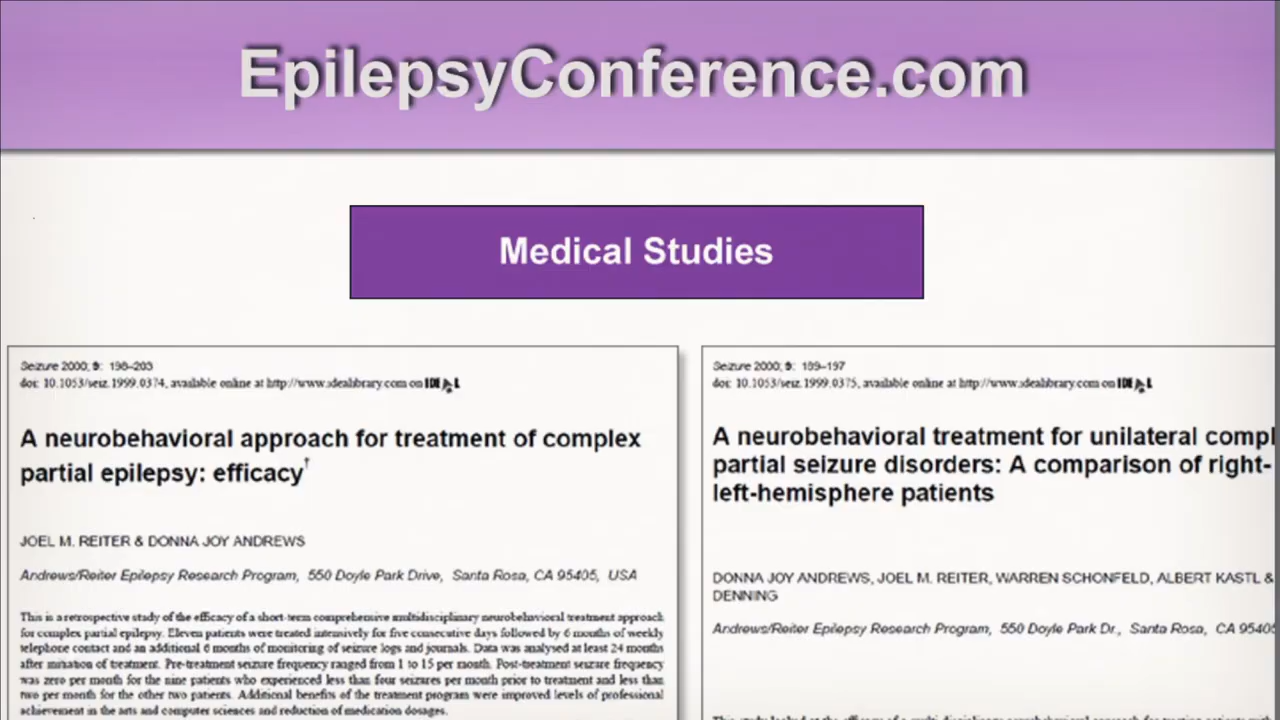 EpilepsyConference.com
Medical Studies
Seizure 2000; 9: 198–203
doi: 10.1053/seiz.1999.0374, available online at http://www.idealibrary.com on
A neurobehavioral approach for treatment of complex
partial epilepsy: efficacy†
JOEL M. REITER & DONNA JOY ANDREWS
Andrews/Reiter Epilepsy Research Program, 550 Doyle Park Drive, Santa Rosa, CA 95405, USA
This is a retrospective study of the efficacy of a short-term comprehensive multidisciplinary neurobehavioral treatment approach
for complex partial epilepsy. Eleven patients were treated intensively for five consecutive days followed by 6 months of weekly
telephone contact and an additional 6 months of monitoring of seizure logs and journals. Data was analysed at least 24 months
after initiation of treatment. Pre-treatment seizure frequency ranged from 1 to 15 per month. Post-treatment seizure frequency
was zero per month for the nine patients who experienced less than four seizures per month prior to treatment and less than
two per month for the other two patients. Additional benefits of the treatment program were improved levels of professional
achievement in the arts and computer sciences and reduction of medication dosages.
Seizure 2000; 9: 189–197
doi: 10.1053/seiz.1999.0375, available online at http://www.idealibrary.com on
A neurobehavioral treatment for unilateral compl
partial seizure disorders: A comparison of right-
left-hemisphere patients
DONNA JOY ANDREWS, JOEL M. REITER, WARREN SCHONFELD, ALBERT KASTL &
DENNING
Andrews/Reiter Epilepsy Research Program, 550 Doyle Park Dr., Santa Rosa, CA 95405